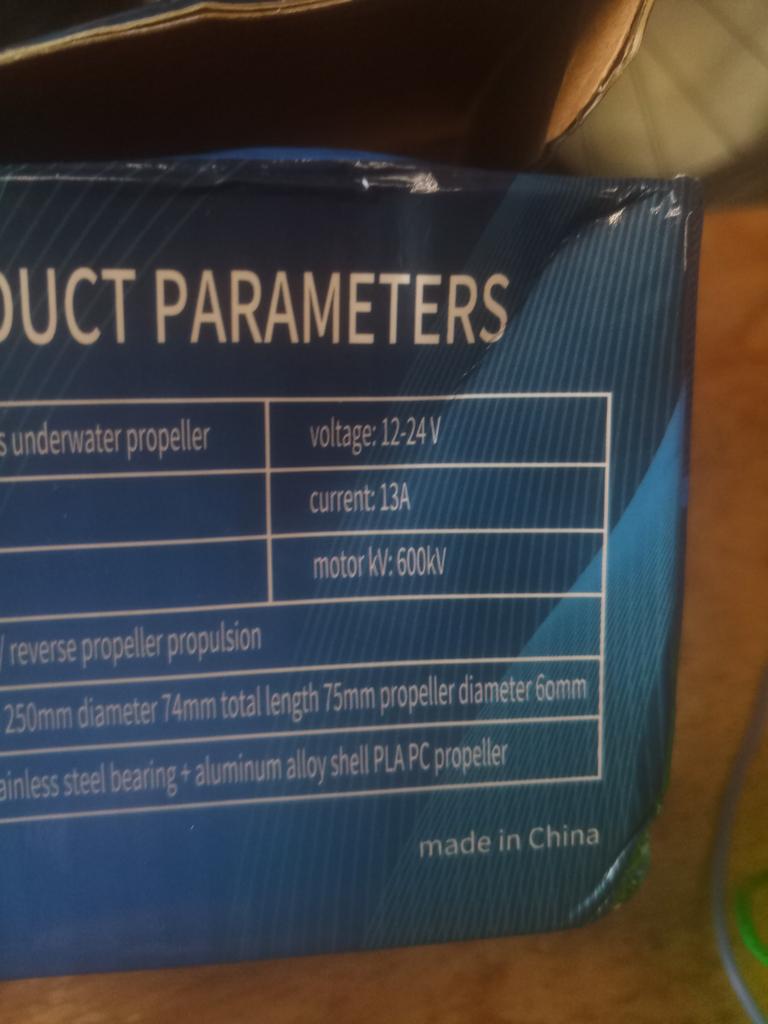 DUCT PARAMETERS
s underwater propeller voltage: 12-24 V
current: 13A
motor kV: 600kV
/ reverse propeller propulsion
250mm diameter 74mm total length 75mm propeller diameter 60mm
ainless steel bearing + aluminum alloy shell PLA PC propeller
made in China